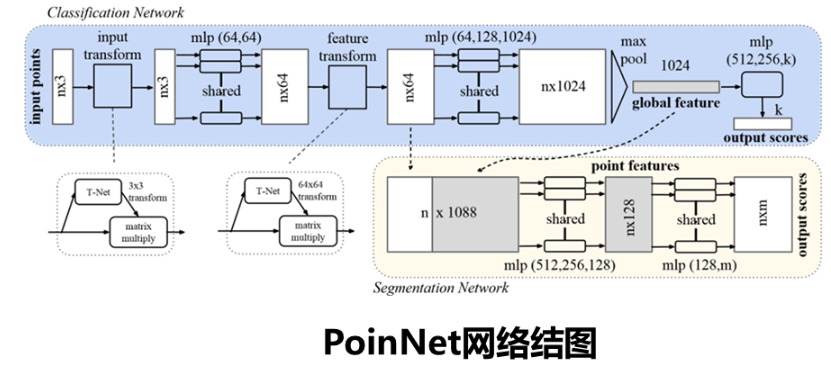 Classification Network
input points
nx3
input
transform
nx3
mlp (64,64)
shared
nx64
feature
transform
nx64
mlp (64,128,1024)
shared
nx1024
max
pool
1024
global feature
mlp
(512,256,k)
k
output scores
T-Net
3x3
transform
matrix
multiply
T-Net
64x64
transform
matrix
multiply
point features
n x 1088
shared
mlp (512,256,128)
nx128
shared
mlp (128,m)
nxm
output scores
Segmentation Network
PoinNet网络结图